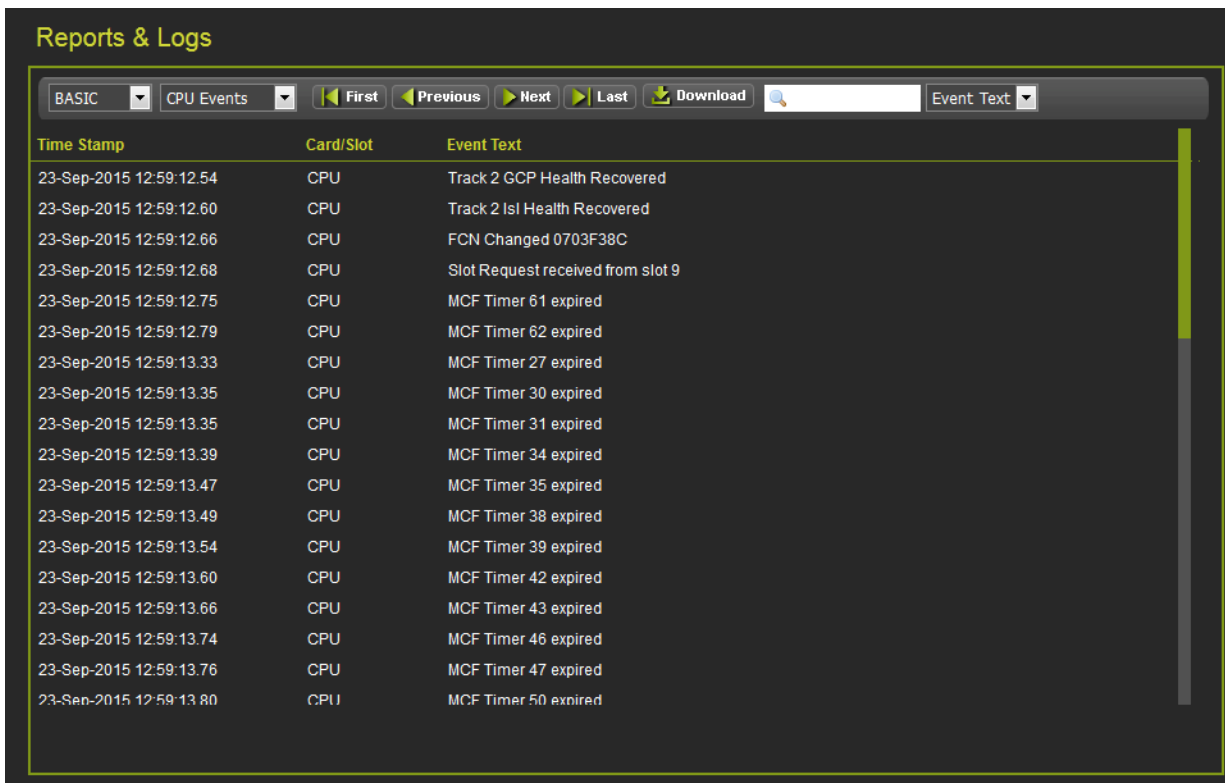 Reports & Logs
BASIC CPU Events First Previous Next Last Download Event Text
Time Stamp Card/Slot Event Text
23-Sep-2015 12:59:12.54 CPU Track 2 GCP Health Recovered
23-Sep-2015 12:59:12.60 CPU Track 2 Isl Health Recovered
23-Sep-2015 12:59:12.66 CPU FCN Changed 0703F38C
23-Sep-2015 12:59:12.68 CPU Slot Request received from slot 9
23-Sep-2015 12:59:12.75 CPU MCF Timer 61 expired
23-Sep-2015 12:59:12.79 CPU MCF Timer 62 expired
23-Sep-2015 12:59:13.33 CPU MCF Timer 27 expired
23-Sep-2015 12:59:13.35 CPU MCF Timer 30 expired
23-Sep-2015 12:59:13.35 CPU MCF Timer 31 expired
23-Sep-2015 12:59:13.39 CPU MCF Timer 34 expired
23-Sep-2015 12:59:13.47 CPU MCF Timer 35 expired
23-Sep-2015 12:59:13.49 CPU MCF Timer 38 expired
23-Sep-2015 12:59:13.54 CPU MCF Timer 39 expired
23-Sep-2015 12:59:13.60 CPU MCF Timer 42 expired
23-Sep-2015 12:59:13.66 CPU MCF Timer 43 expired
23-Sep-2015 12:59:13.74 CPU MCF Timer 46 expired
23-Sep-2015 12:59:13.76 CPU MCF Timer 47 expired
23-Sep-2015 12:59:13.80 CPU MCF Timer 50 expired